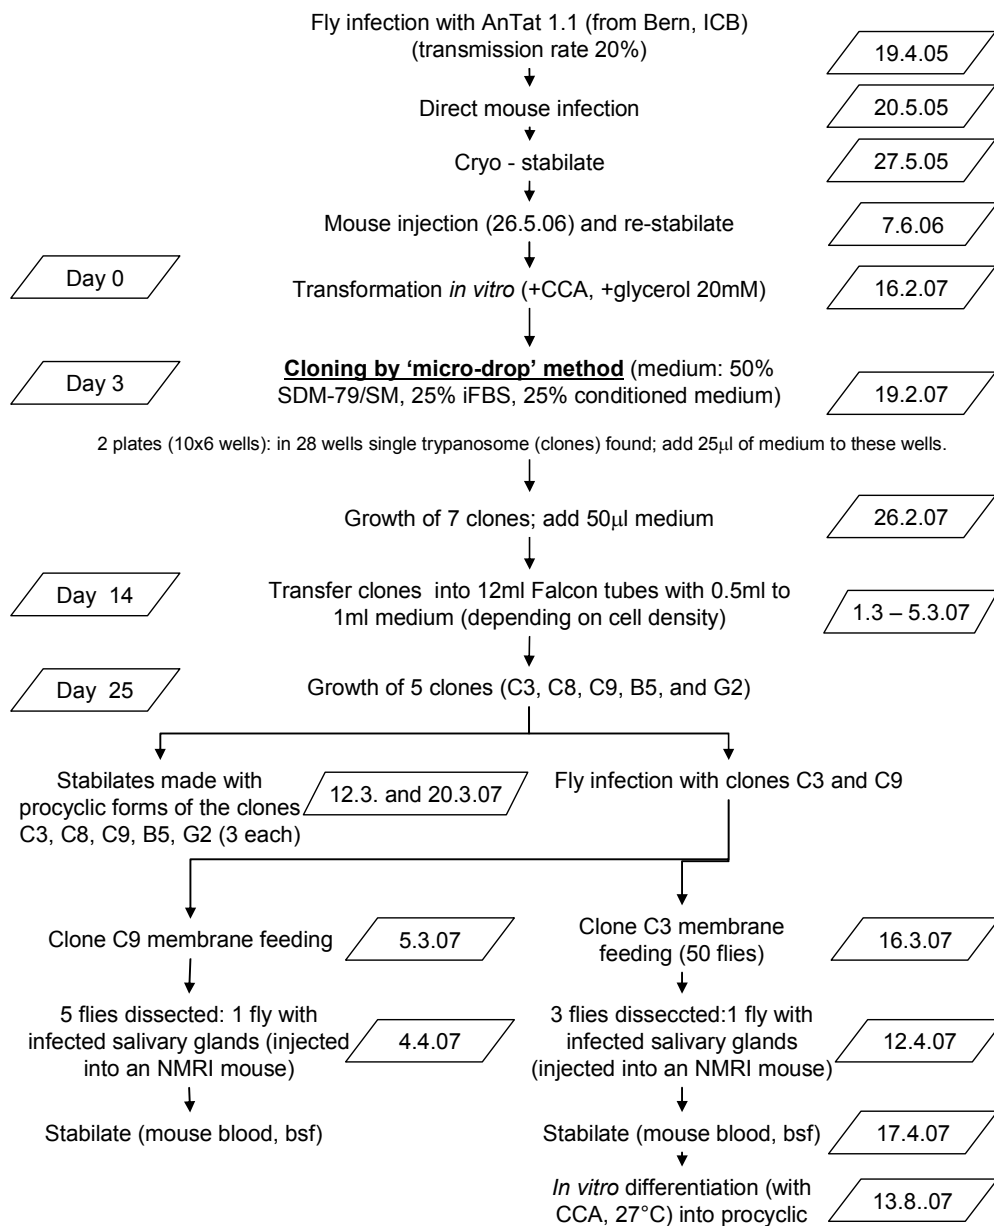 Fly infection with AnTat 1.1 (from Bern, ICB)
(transmission rate 20%)
19.4.05
Direct mouse infection
20.5.05
Cryo - stabilate
27.5.05
Mouse injection (26.5.06) and re-stabilate
7.6.06
Day 0
Transformation in vitro (+CCA, +glycerol 20mM)
16.2.07
Day 3
Cloning by ‘micro-drop’ method (medium: 50%
SDM-79/SM, 25% iFBS, 25% conditioned medium)
19.2.07
2 plates (10x6 wells): in 28 wells single trypanosome (clones) found; add 25μl of medium to these wells.
Growth of 7 clones; add 50μl medium
26.2.07
Day 14
Transfer clones into 12ml Falcon tubes with 0.5ml to
1ml medium (depending on cell density)
1.3 – 5.3.07
Day 25
Growth of 5 clones (C3, C8, C9, B5, and G2)
Stabilates made with
procyclic forms of the clones
C3, C8, C9, B5, G2 (3 each)
12.3. and 20.3.07
Fly infection with clones C3 and C9
Clone C9 membrane feeding
5.3.07
Clone C3 membrane
feeding (50 flies)
16.3.07
5 flies dissected: 1 fly with
infected salivary glands (injected
into an NMRI mouse)
4.4.07
3 flies disseccted:1 fly with
infected salivary glands
(injected into an NMRI mouse)
12.4.07
Stabilate (mouse blood, bsf)
Stabilate (mouse blood, bsf)
17.4.07
In vitro differentiation (with
CCA, 27°C) into procyclic
13.8..07